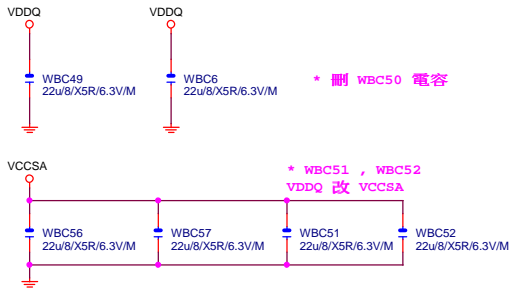 VDDQ VDDQ
WBC49 WBC6 * 刪 WBC50 電容
22u/8/X5R/6.3V/M 22u/8/X5R/6.3V/M
VCCSA * WBC51 , WBC52
VDDQ 改 VCCSA
WBC56 WBC57 WBC51 WBC52
22u/8/X5R/6.3V/M 22u/8/X5R/6.3V/M 22u/8/X5R/6.3V/M 22u/8/X5R/6.3V/M